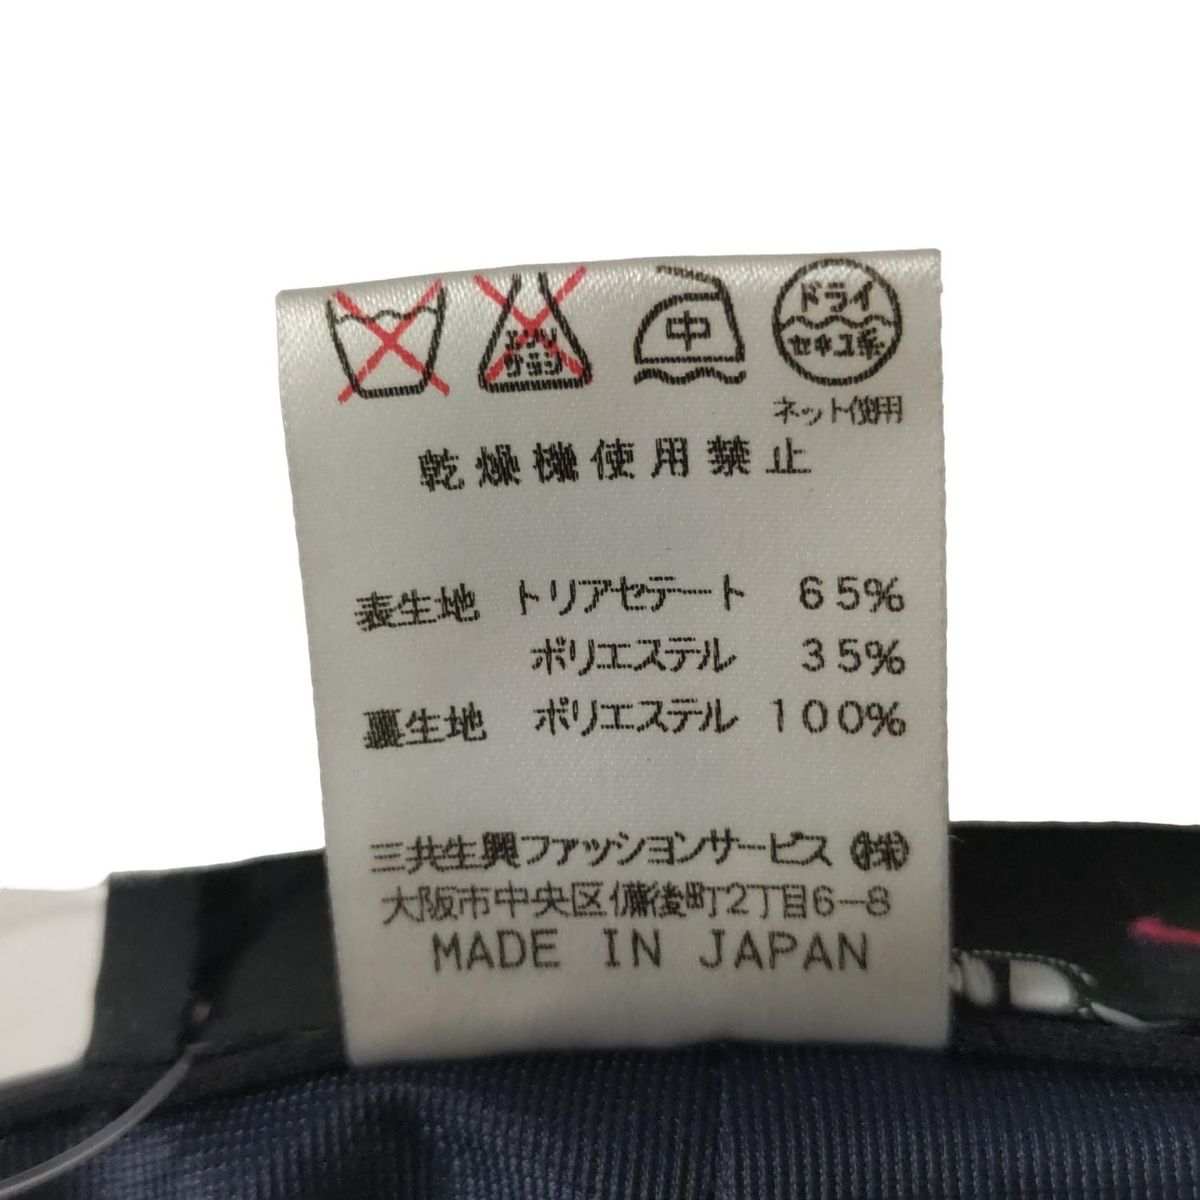 エンソ
サラシ
中
ドライ
セキユ系
ネット使用
乾燥機使用禁止
表生地 トリアセテート 65%
ポリエステル 35%
裏生地 ポリエステル 100%
三共生興ファッションサービス㈱
大阪市中央区備後町2丁目6-8
MADE IN JAPAN